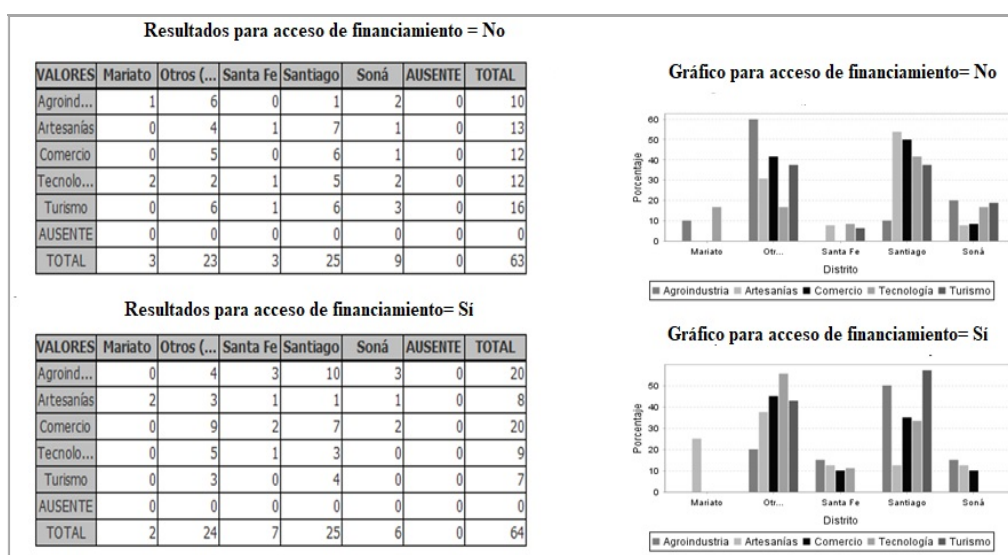 Resultados para acceso de financiamiento = No
VALORES Mariato Otros (... Santa Fe Santiago Soná AUSENTE TOTAL
Agroind... 1 6 0 1 2 0 10
Artesanías 0 4 1 7 1 0 13
Comercio 0 5 0 6 1 0 12
Tecnolo... 2 2 1 5 2 0 12
Turismo 0 6 1 6 3 0 16
AUSENTE 0 0 0 0 0 0 0
TOTAL 3 23 3 25 9 0 63
Resultados para acceso de financiamiento= Sí
VALORES Mariato Otros (... Santa Fe Santiago Soná AUSENTE TOTAL
Agroind... 0 4 3 10 3 0 20
Artesanías 2 3 1 1 1 0 8
Comercio 0 9 2 7 2 0 20
Tecnolo... 0 5 1 3 0 0 9
Turismo 0 3 0 4 0 0 7
AUSENTE 0 0 0 0 0 0 0
TOTAL 2 24 7 25 6 0 64
Gráfico para acceso de financiamiento= No
Porcentaje
60
50
40
30
20
10
0
Mariato Otr... Santa Fe Santiago Soná
Distrito
Agroindustria Artesanías Comercio Tecnología Turismo
Gráfico para acceso de financiamiento= Sí
Porcentaje
50
40
30
20
10
0
Mariato Otr... Santa Fe Santiago Soná
Distrito
Agroindustria Artesanías Comercio Tecnología Turismo